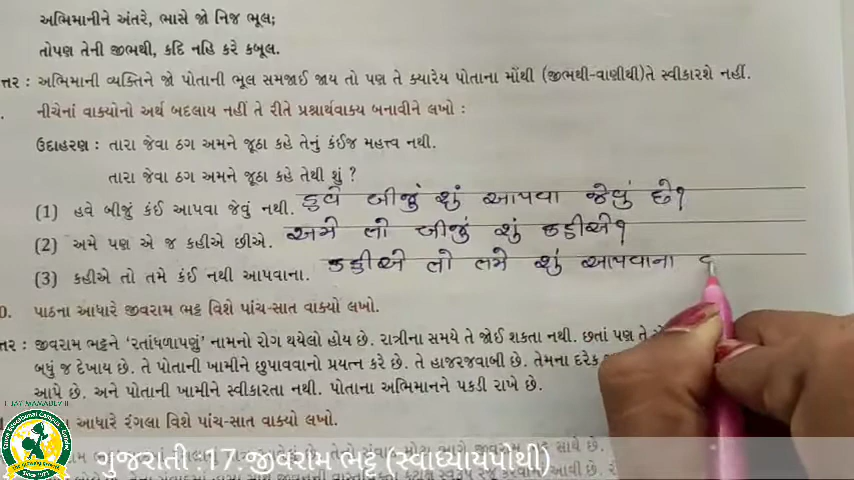 અભિમાનીને અંતરે, ભાસે જો નિજ ભૂલ;
તોપણ તેની જીભથી, કદિ નહિ કરે કબૂલ.
ત્તર : અભિમાની વ્યક્તિને જો પોતાની ભૂલ સમજાઈ જાય તો પણ તે ક્યારેય પોતાના મોંથી (જીભથી-વાણીથી)તે સ્વીકારશે નહીં.
. નીચેનાં વાક્યોનો અર્થ બદલાય નહીં તે રીતે પ્રશ્નાર્થવાક્ય બનાવીને લખો :
ઉદાહરણ : તારા જેવા ઠગ અમને જૂઠા કહે તેનું કંઈજ મહત્ત્વ નથી.
તારા જેવા ઠગ અમને જૂઠા કહે તેથી શું ?
(1) હવે બીજું કંઈ આપવા જેવું નથી. હવે બીજું શું આપવા જેવું છે?
(2) અમે પણ એ જ કહીએ છીએ. અમે તો બીજું શું કહીએ?
(3) કહીએ તો તમે કંઈ નથી આપવાના. કહીએ તો તમે શું આપવાના
D. પાઠના આધારે જીવરામ ભટ્ટ વિશે પાંચ-સાત વાક્યો લખો.
ત્તર : જીવરામ ભટ્ટને 'રતાંધળાપણું' નામનો રોગ થયેલો હોય છે. રાત્રીના સમયે તે જોઈ શકતા નથી. છતાં પણ તે
બધું જ દેખાય છે. તે પોતાની ખામીને છુપાવવાનો પ્રયત્ન કરે છે. તે હાજરજવાબી છે. તેમના દરેક
આપે છે. અને પોતાની ખામીને સ્વીકારતા નથી. પોતાના અભિમાનને પકડી રાખે છે.
આધારે રંગલા વિશે પાંચ-સાત વાક્યો લખો.
ગુજરાતી :17.જીવરામ ભટ્ટ (સ્વાધ્યાયપોથી)